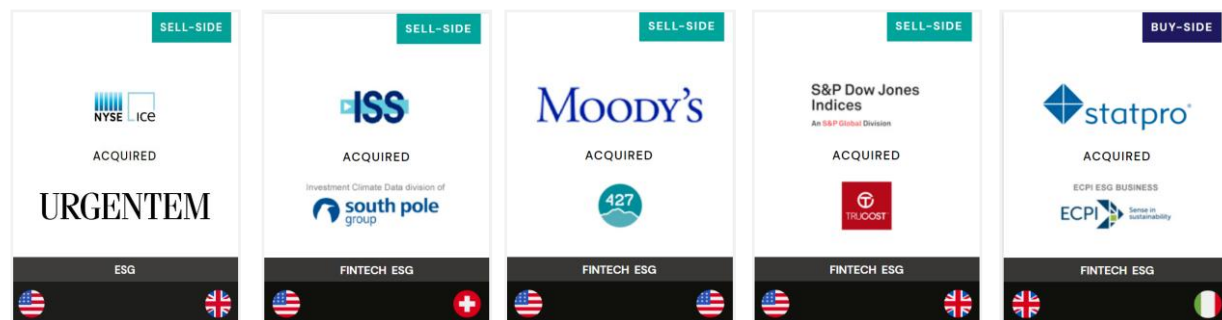 SELL-SIDE
NYSE ice
ACQUIRED
URGENTEM
ESG
SELL-SIDE
ISS
ACQUIRED
Investment Climate Data division of
south pole
group
FINTECH ESG
SELL-SIDE
MOODY'S
ACQUIRED
427
FINTECH ESG
SELL-SIDE
S&P Dow Jones
Indices
An S&P Global Division
ACQUIRED
TRUCOST
FINTECH ESG
BUY-SIDE
statpro
ACQUIRED
ECPI ESG BUSINESS
ECPI Sense in
sustainability
FINTECH ESG